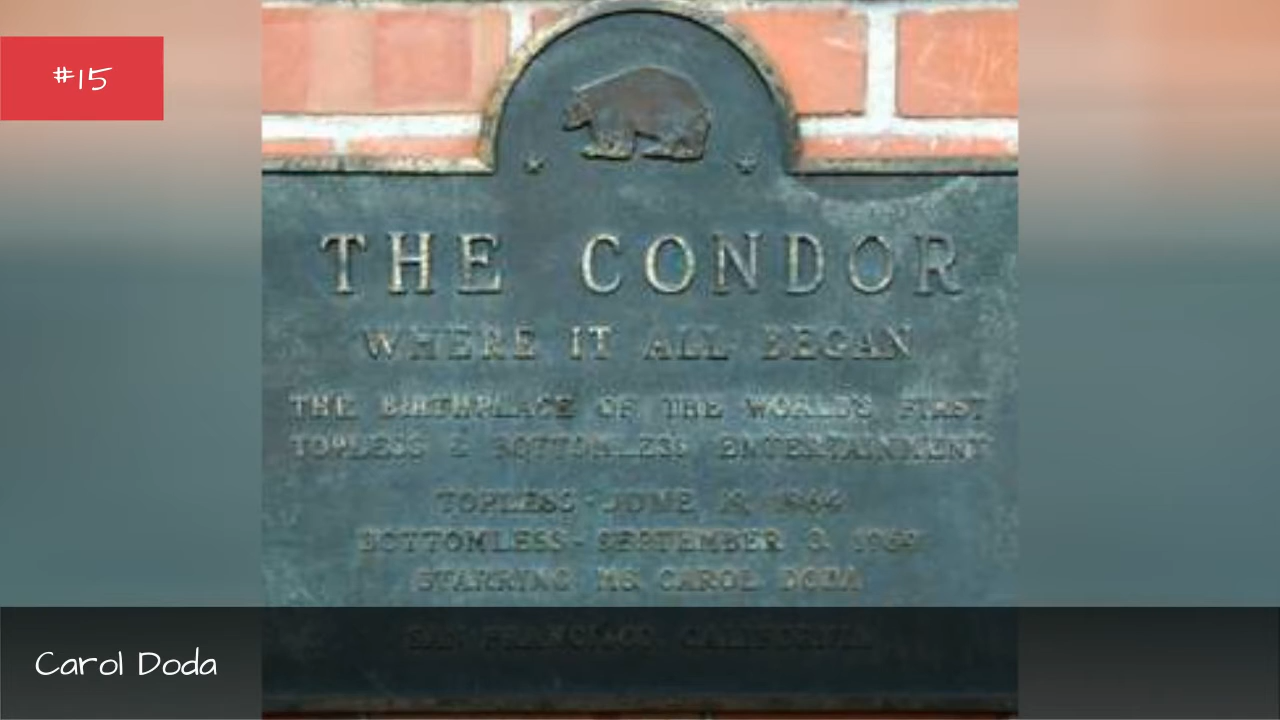 #15
THE CONDOR
WHERE IT ALL BEGAN
THE BIRTHPLACE OF THE WORLD'S FIRST
TOPLESS & BOTTOMLESS ENTERTAINMENT
TOPLESS - JUNE 19, 1964
BOTTOMLESS - SEPTEMBER 3, 1969
STARRING MS CAROL DODA
SAN FRANCISCO CALIFORNIA
Carol Doda